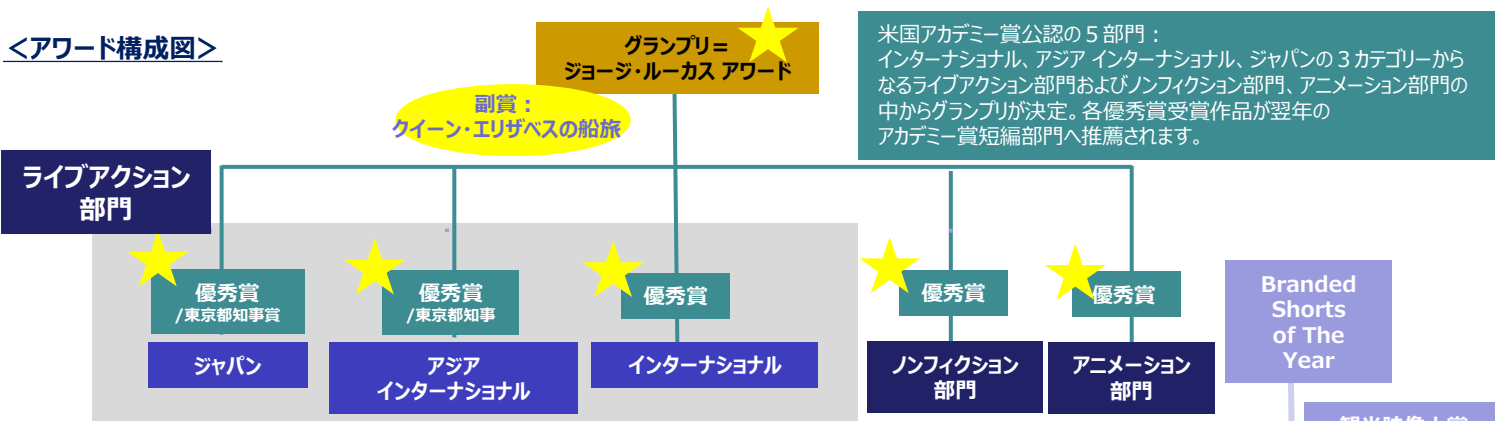 <アワード構成図>
グランプリ=
ジョージ・ルーカス アワード
副賞：
クイーン・エリザベスの船旅
米国アカデミー賞公認の５部門：
インターナショナル、アジア インターナショナル、ジャパンの３カテゴリーから
なるライブアクション部門およびノンフィクション部門、アニメーション部門の
中からグランプリが決定。各優秀賞受賞作品が翌年の
アカデミー賞短編部門へ推薦されます。
ライブアクション
部門
優秀賞
/東京都知事賞
ジャパン
優秀賞
/東京都知事
アジア
インターナショナル
優秀賞
インターナショナル
優秀賞
ノンフィクション
部門
優秀賞
アニメーション
部門
Branded
Shorts
of The
Year
観光映像大賞